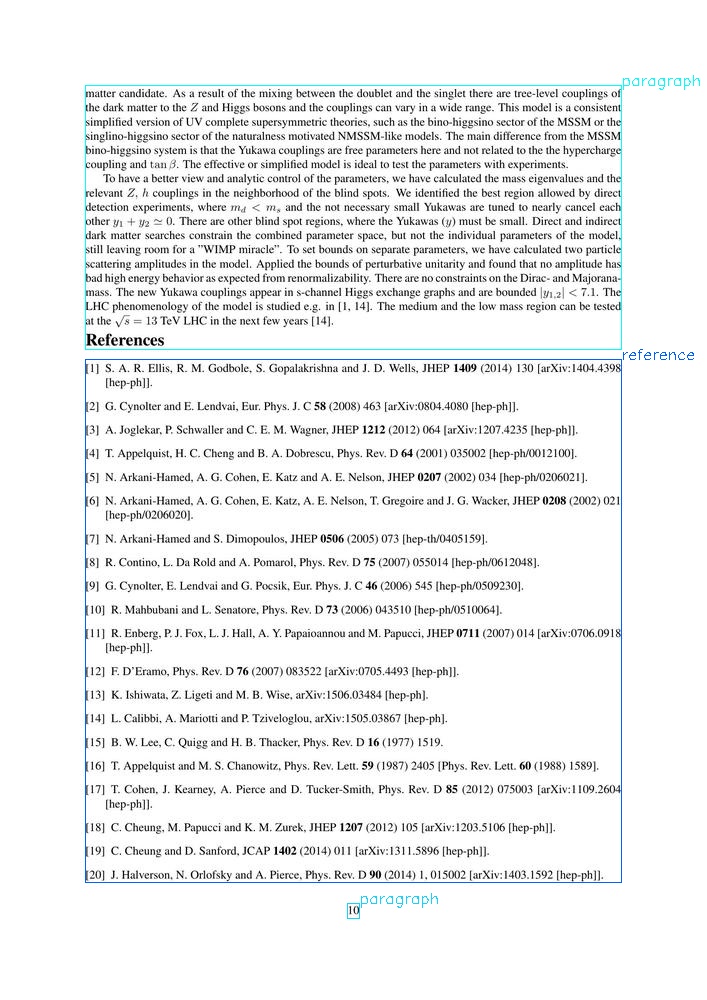 paragraph
matter candidate. As a result of the mixing between the doublet and the singlet there are tree-level couplings of
the dark matter to the Z and Higgs bosons and the couplings can vary in a wide range. This model is a consistent
simplified version of UV complete supersymmetric theories, such as the bino-higgsino sector of the MSSM or the
singlino-higgsino sector of the naturalness motivated NMSSM-like models. The main difference from the MSSM
bino-higgsino system is that the Yukawa couplings are free parameters here and not related to the the hypercharge
coupling and tan β. The effective or simplified model is ideal to test the parameters with experiments.
To have a better view and analytic control of the parameters, we have calculated the mass eigenvalues and the
relevant Z, h couplings in the neighborhood of the blind spots. We identified the best region allowed by direct
detection experiments, where m_d < m_s and the not necessary small Yukawas are tuned to nearly cancel each
other y₁ + y₂ ≃ 0. There are other blind spot regions, where the Yukawas (y) must be small. Direct and indirect
dark matter searches constrain the combined parameter space, but not the individual parameters of the model,
still leaving room for a ”WIMP miracle”. To set bounds on separate parameters, we have calculated two particle
scattering amplitudes in the model. Applied the bounds of perturbative unitarity and found that no amplitude has
bad high energy behavior as expected from renormalizability. There are no constraints on the Dirac- and Majorana-
mass. The new Yukawa couplings appear in s-channel Higgs exchange graphs and are bounded |y₁,₂| < 7.1. The
LHC phenomenology of the model is studied e.g. in [1, 14]. The medium and the low mass region can be tested
at the √s = 13 TeV LHC in the next few years [14].
References
reference
[1] S. A. R. Ellis, R. M. Godbole, S. Gopalakrishna and J. D. Wells, JHEP 1409 (2014) 130 [arXiv:1404.4398
[hep-ph]].
[2] G. Cynolter and E. Lendvai, Eur. Phys. J. C 58 (2008) 463 [arXiv:0804.4080 [hep-ph]].
[3] A. Joglekar, P. Schwaller and C. E. M. Wagner, JHEP 1212 (2012) 064 [arXiv:1207.4235 [hep-ph]].
[4] T. Appelquist, H. C. Cheng and B. A. Dobrescu, Phys. Rev. D 64 (2001) 035002 [hep-ph/0012100].
[5] N. Arkani-Hamed, A. G. Cohen, E. Katz and A. E. Nelson, JHEP 0207 (2002) 034 [hep-ph/0206021].
[6] N. Arkani-Hamed, A. G. Cohen, E. Katz, A. E. Nelson, T. Gregoire and J. G. Wacker, JHEP 0208 (2002) 021
[hep-ph/0206020].
[7] N. Arkani-Hamed and S. Dimopoulos, JHEP 0506 (2005) 073 [hep-th/0405159].
[8] R. Contino, L. Da Rold and A. Pomarol, Phys. Rev. D 75 (2007) 055014 [hep-ph/0612048].
[9] G. Cynolter, E. Lendvai and G. Pocsik, Eur. Phys. J. C 46 (2006) 545 [hep-ph/0509230].
[10] R. Mahbubani and L. Senatore, Phys. Rev. D 73 (2006) 043510 [hep-ph/0510064].
[11] R. Enberg, P. J. Fox, L. J. Hall, A. Y. Papaioannou and M. Papucci, JHEP 0711 (2007) 014 [arXiv:0706.0918
[hep-ph]].
[12] F. D’Eramo, Phys. Rev. D 76 (2007) 083522 [arXiv:0705.4493 [hep-ph]].
[13] K. Ishiwata, Z. Ligeti and M. B. Wise, arXiv:1506.03484 [hep-ph].
[14] L. Calibbi, A. Mariotti and P. Tziveloglou, arXiv:1505.03867 [hep-ph].
[15] B. W. Lee, C. Quigg and H. B. Thacker, Phys. Rev. D 16 (1977) 1519.
[16] T. Appelquist and M. S. Chanowitz, Phys. Rev. Lett. 59 (1987) 2405 [Phys. Rev. Lett. 60 (1988) 1589].
[17] T. Cohen, J. Kearney, A. Pierce and D. Tucker-Smith, Phys. Rev. D 85 (2012) 075003 [arXiv:1109.2604
[hep-ph]].
[18] C. Cheung, M. Papucci and K. M. Zurek, JHEP 1207 (2012) 105 [arXiv:1203.5106 [hep-ph]].
[19] C. Cheung and D. Sanford, JCAP 1402 (2014) 011 [arXiv:1311.5896 [hep-ph]].
[20] J. Halverson, N. Orlofsky and A. Pierce, Phys. Rev. D 90 (2014) 1, 015002 [arXiv:1403.1592 [hep-ph]].
paragraph
10